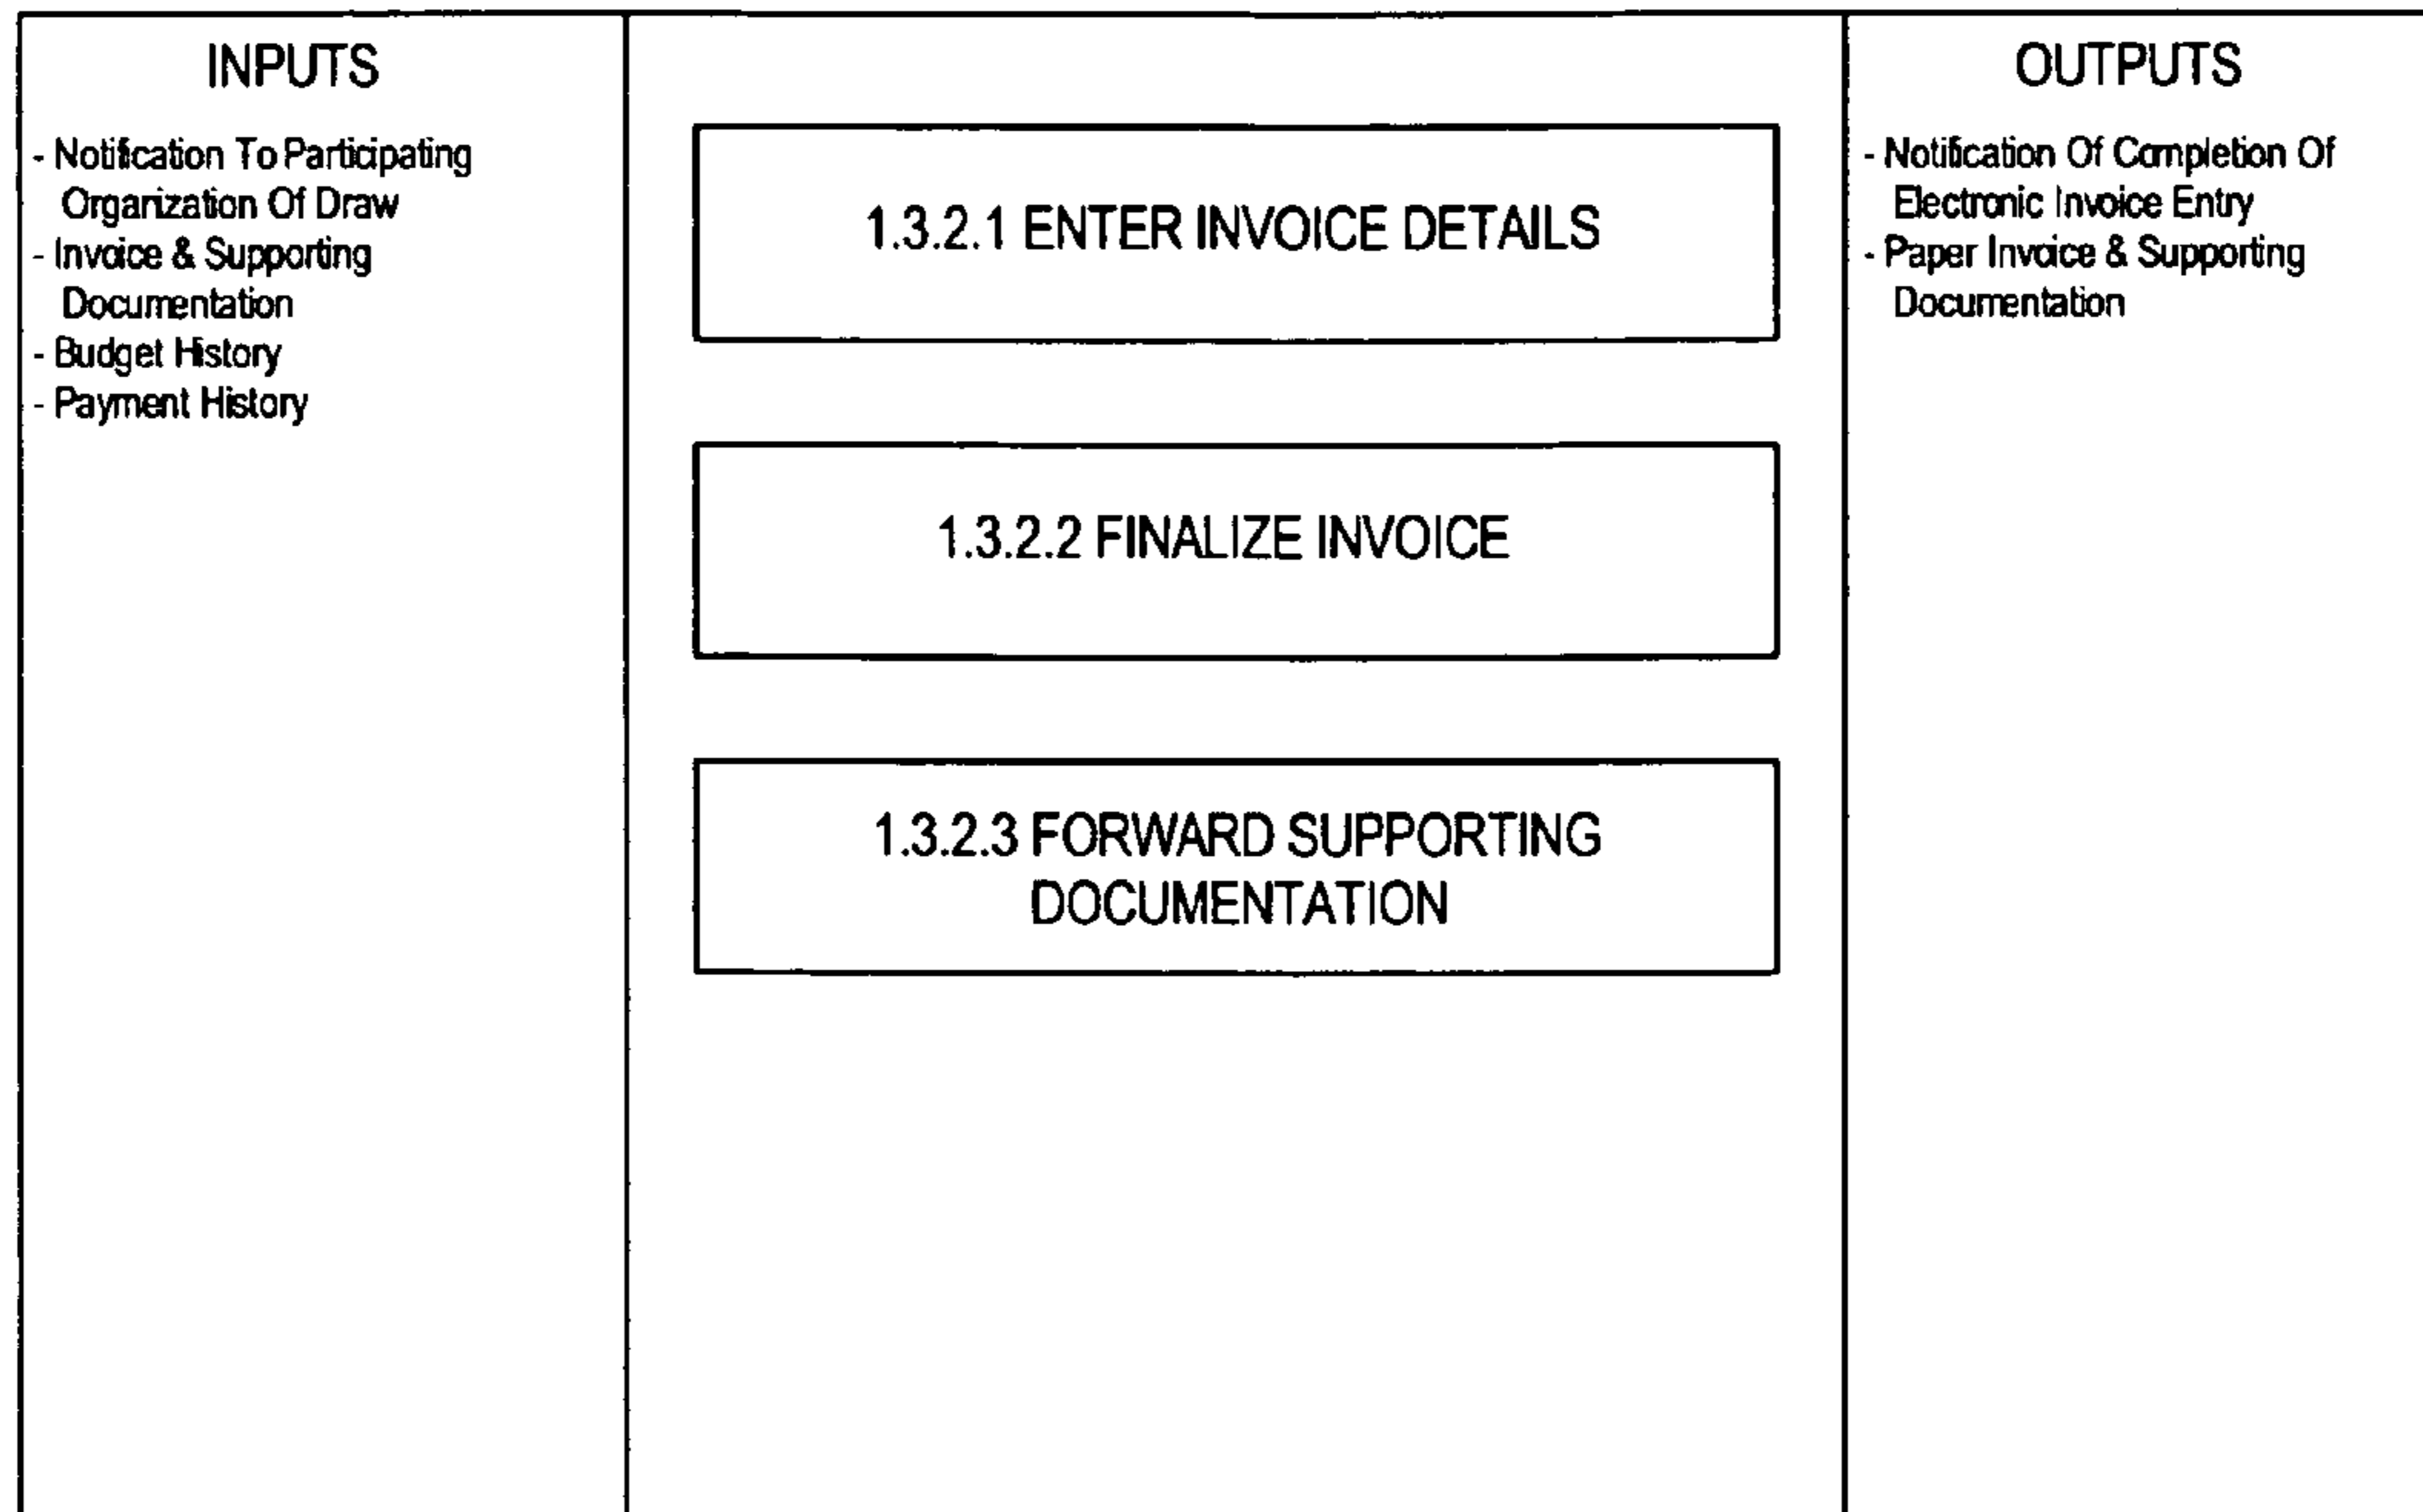 INPUTS
- Notification To Participating
Organization Of Draw
- Invoice & Supporting
Documentation
- Budget History
- Payment History
1.3.2.1 ENTER INVOICE DETAILS
1.3.2.2 FINALIZE INVOICE
1.3.2.3 FORWARD SUPPORTING
DOCUMENTATION
OUTPUTS
- Notification Of Completion Of
Electronic Invoice Entry
- Paper Invoice & Supporting
Documentation